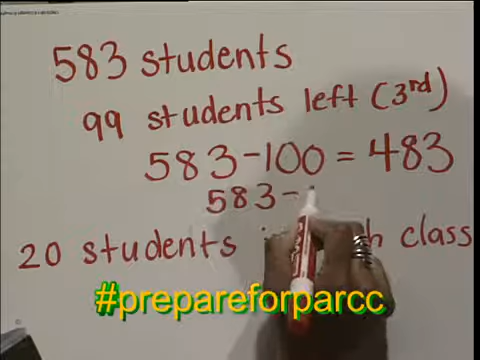 583 students
99 students left (3rd)
583-100=483
583-
20 students class
#prepareforparcc